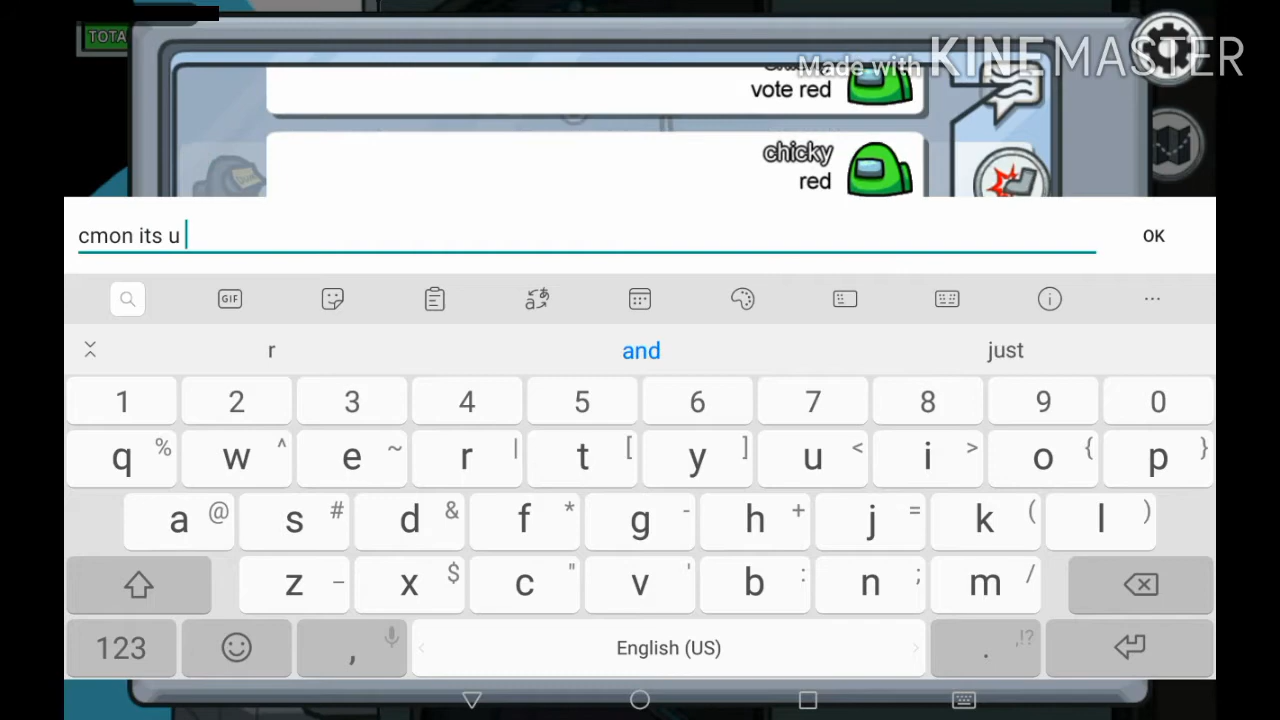 TOTA
Made with KINEMASTER
vote red
chicky
red
cmon its u
OK
GIF
r and just
1 2 3 4 5 6 7 8 9 0
q % w ^ e ~ r | t [ y ] u < i > o { p }
a @ s # d & f * g - h + j = k ( l )
z _ x $ c " v ' b : n ; m /
123 , English (US) . ,!?